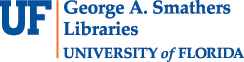 UF George A. Smathers
Libraries
UNIVERSITY of FLORIDA